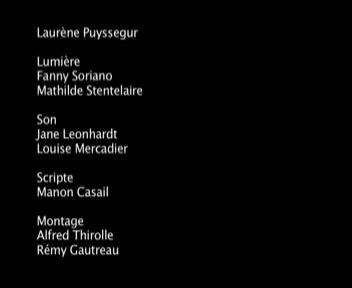 Laurène Puyssegur
Lumière
Fanny Soriano
Mathilde Stentelaire
Son
Jane Leonhardt
Louise Mercadier
Scripte
Manon Casail
Montage
Alfred Thirolle
Rémy Gautreau